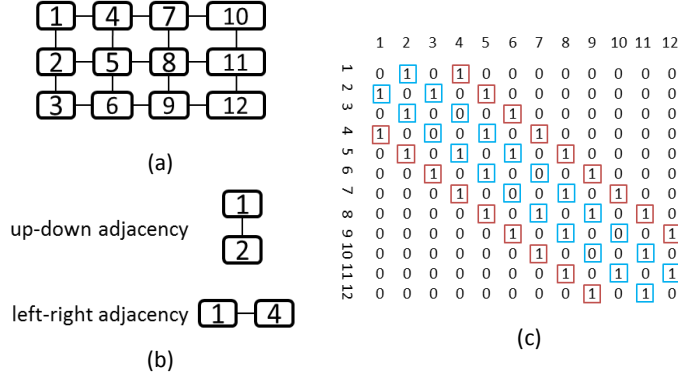 1 4 7 10
2 5 8 11
3 6 9 12
(a)
up-down adjacency
1
2
left-right adjacency 1 4
(b)
1 2 3 4 5 6 7 8 9 10 11 12
1 0 1 0 1 0 0 0 0 0 0 0 0
2 1 0 1 0 1 0 0 0 0 0 0 0
3 0 1 0 0 0 1 0 0 0 0 0 0
4 1 0 0 0 1 0 1 0 0 0 0 0
5 0 1 0 1 0 1 0 1 0 0 0 0
6 0 0 1 0 1 0 0 0 1 0 0 0
7 0 0 0 1 0 0 0 1 0 1 0 0
8 0 0 0 0 1 0 1 0 1 0 1 0
9 0 0 0 0 0 1 0 1 0 0 0 1
10 0 0 0 0 0 0 1 0 0 0 1 0
11 0 0 0 0 0 0 0 1 0 1 0 1
12 0 0 0 0 0 0 0 0 1 0 1 0
(c)